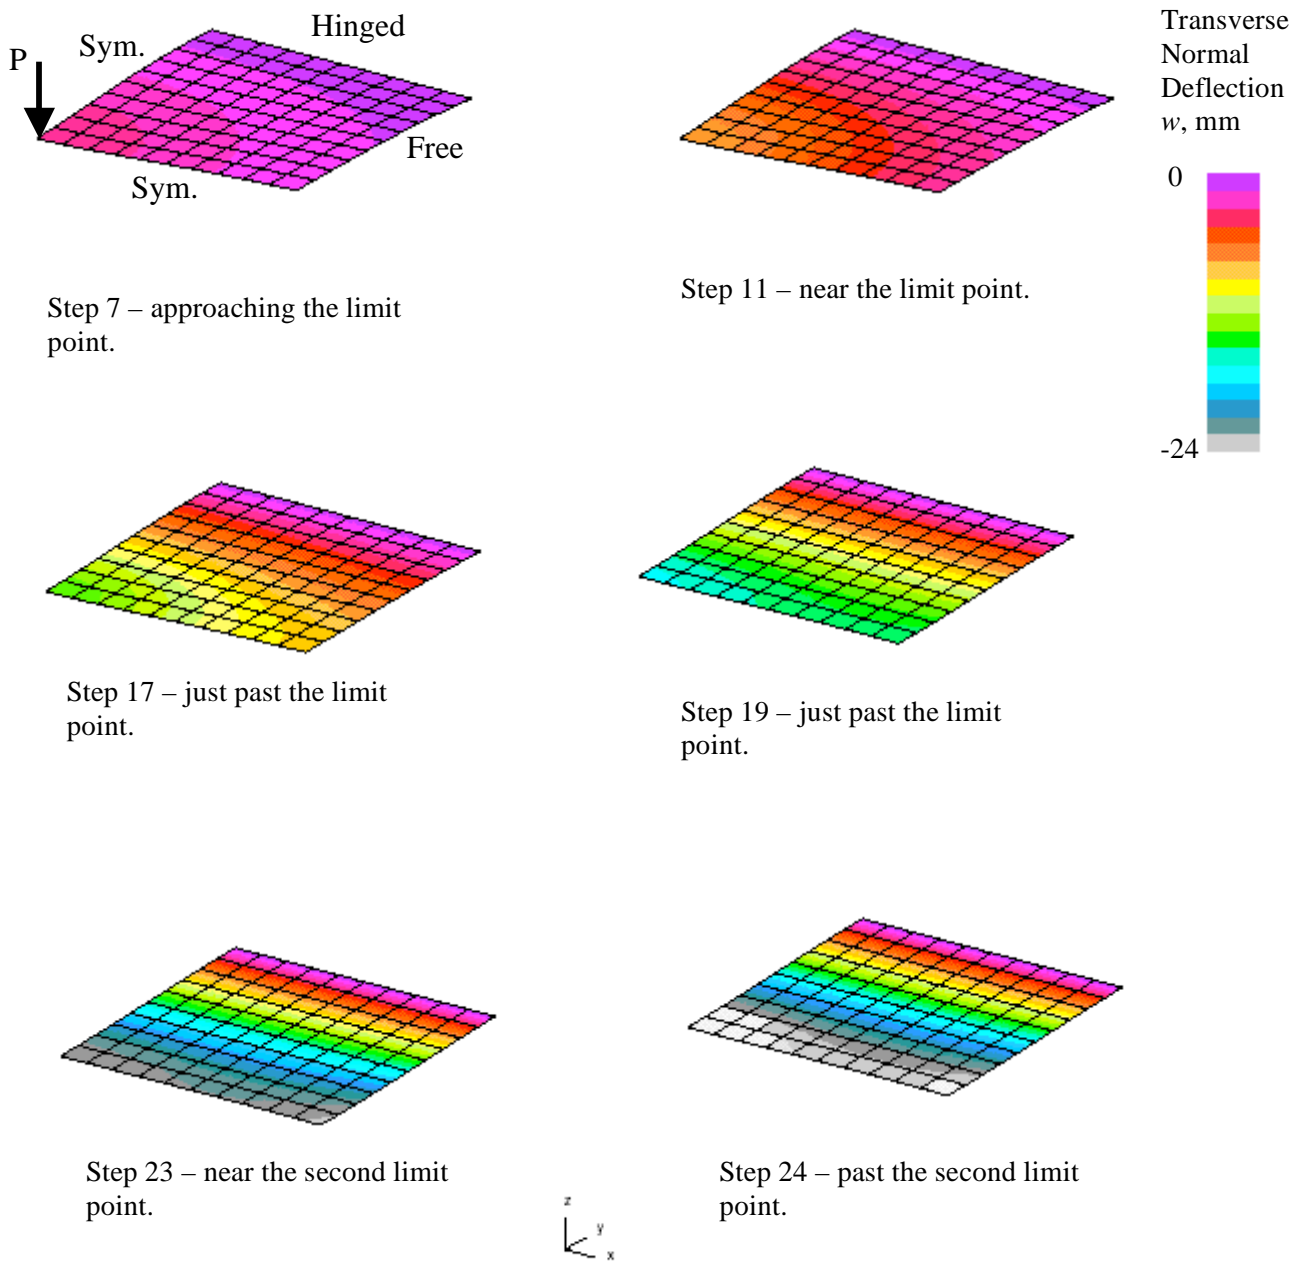 P
Sym.
Hinged
Free
Sym.
Transverse
Normal
Deflection
w, mm
0
-24
Step 7 – approaching the limit
point.
Step 11 – near the limit point.
Step 17 – just past the limit
point.
Step 19 – just past the limit
point.
Step 23 – near the second limit
point.
Step 24 – past the second limit
point.
z
y
x